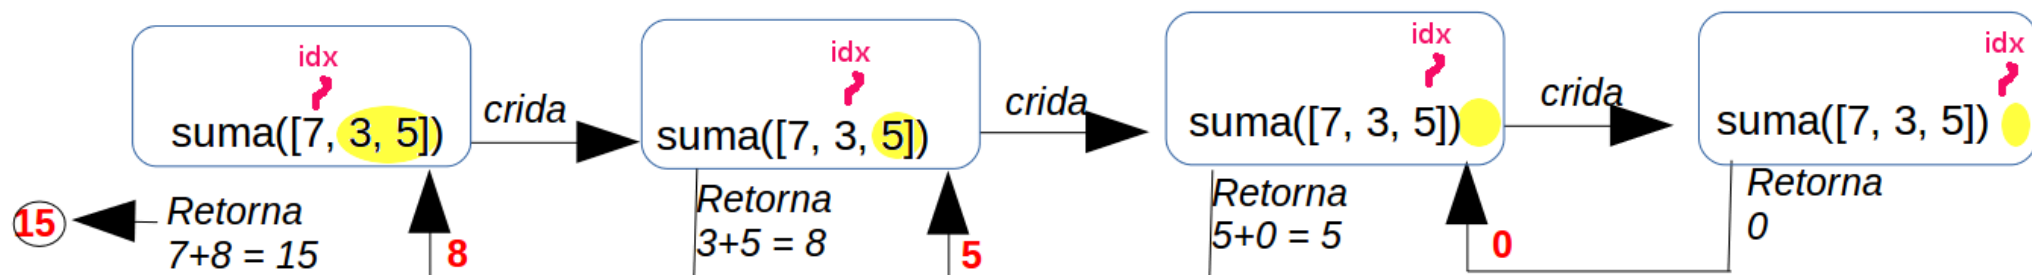 idx
suma([7, 3, 5])
crida
idx
suma([7, 3, 5])
crida
idx
suma([7, 3, 5])
crida
idx
suma([7, 3, 5])
15
Retorna
7+8 = 15
8
Retorna
3+5 = 8
5
Retorna
5+0 = 5
0
Retorna
0